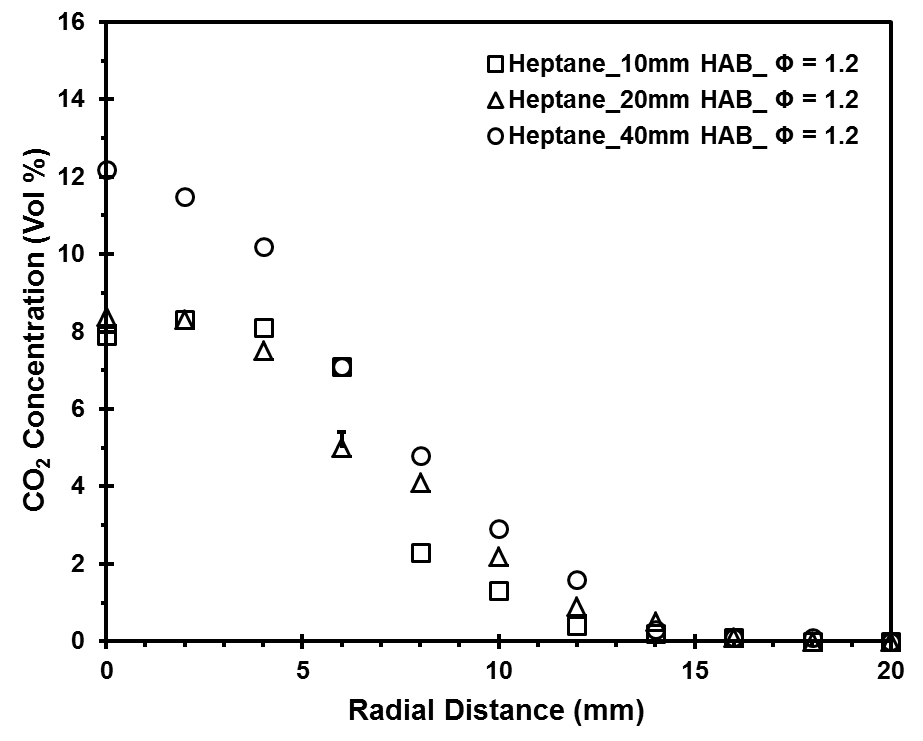 16
14
12
10
8
6
4
2
0
CO₂ Concentration (Vol %)
Heptane_10mm HAB_ Φ = 1.2
Heptane_20mm HAB_ Φ = 1.2
Heptane_40mm HAB_ Φ = 1.2
0 5 10 15 20
Radial Distance (mm)